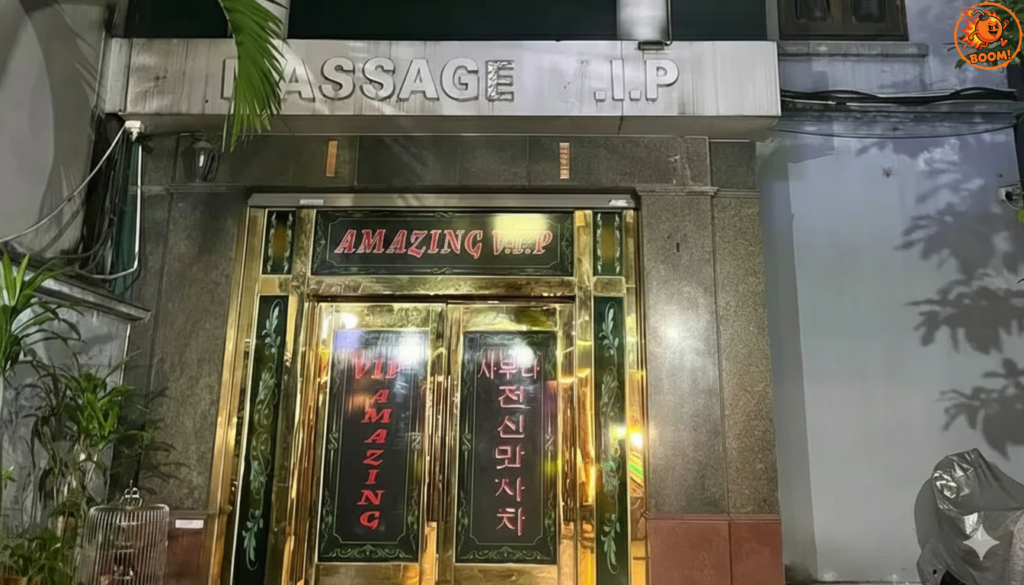 MASSAGE V.I.P
AMAZING V.I.P
VIP
AMAZING
사우나
전신맛사지
BOOM!